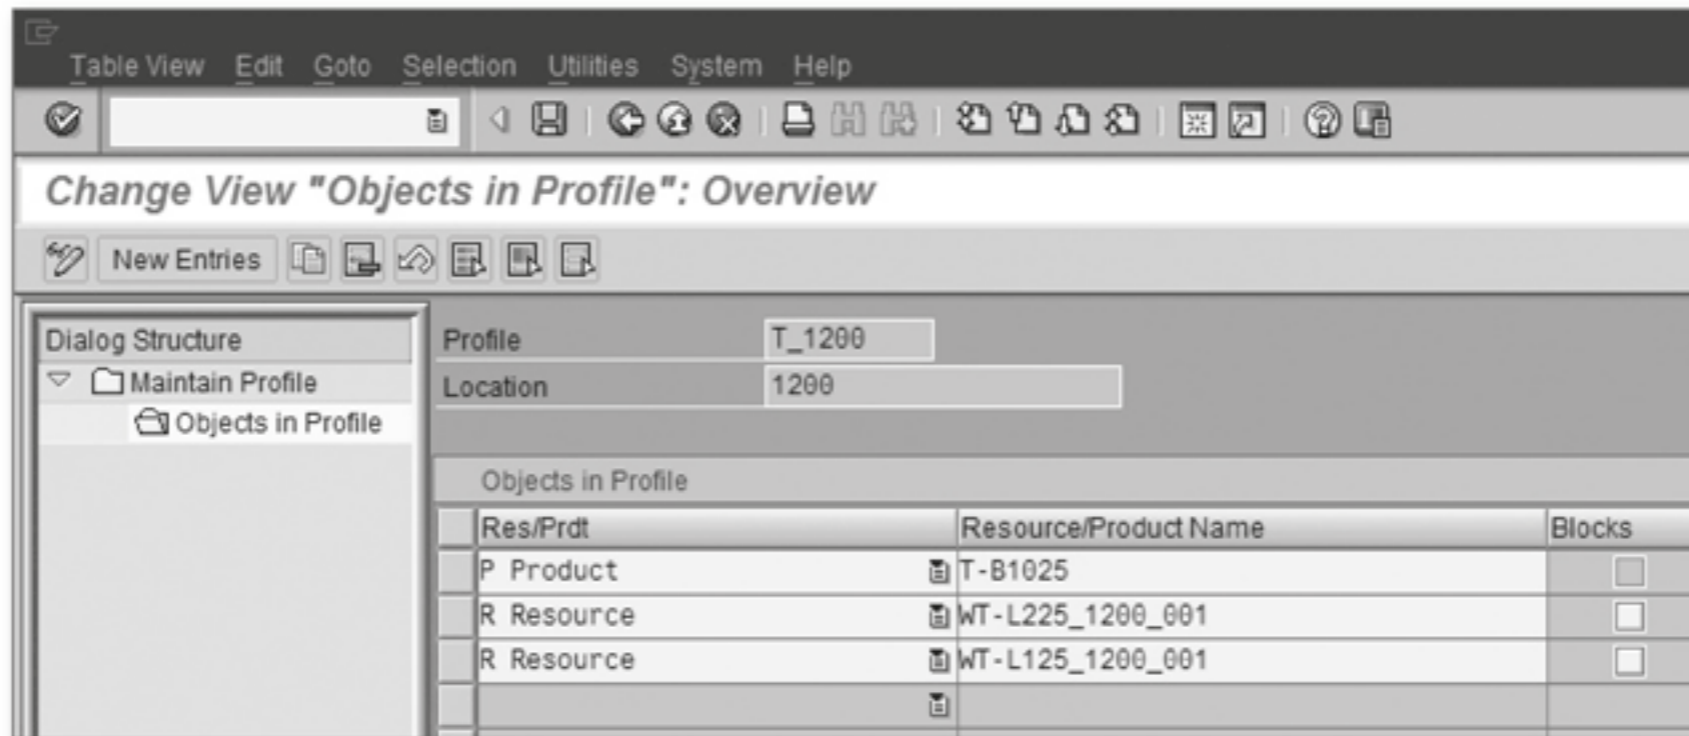 Table View Edit Goto Selection Utilities System Help
Change View "Objects in Profile": Overview
New Entries
Dialog Structure
Maintain Profile
Objects in Profile
Profile T_1200
Location 1200
Objects in Profile
Res/Prdt Resource/Product Name Blocks
P Product T-B1025
R Resource WT-L225_1200_001
R Resource WT-L125_1200_001